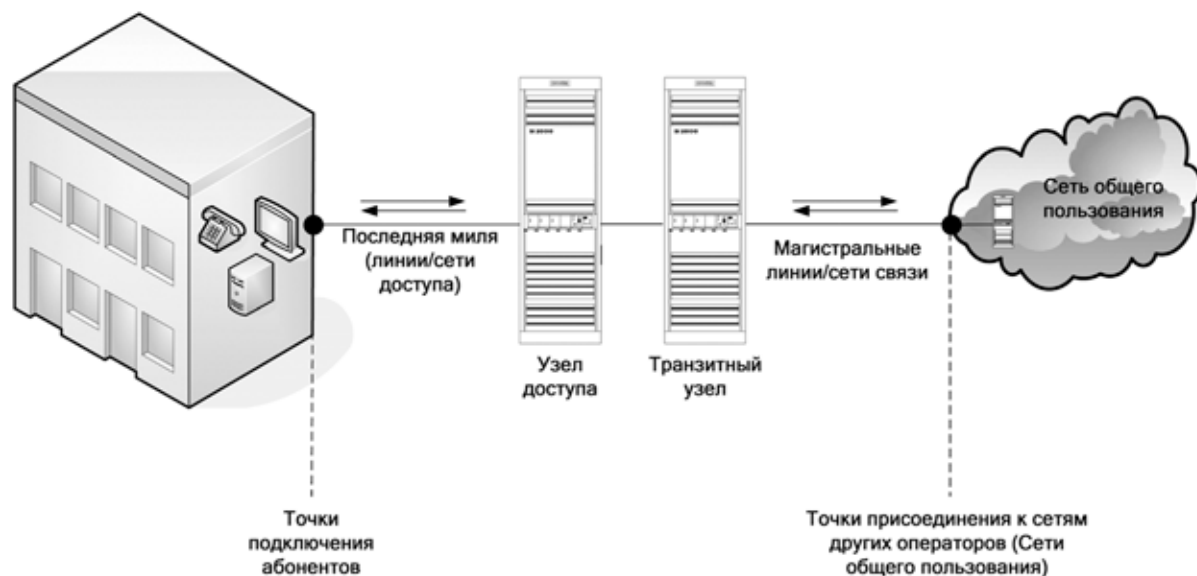 Сеть общего
пользования
Последняя миля
(линии/сети
доступа)
Магистральные
линии/сети связи
Узел
доступа
Транзитный
узел
Точки
подключения
абонентов
Точки присоединения к сетям
других операторов (Сети
общего пользования)